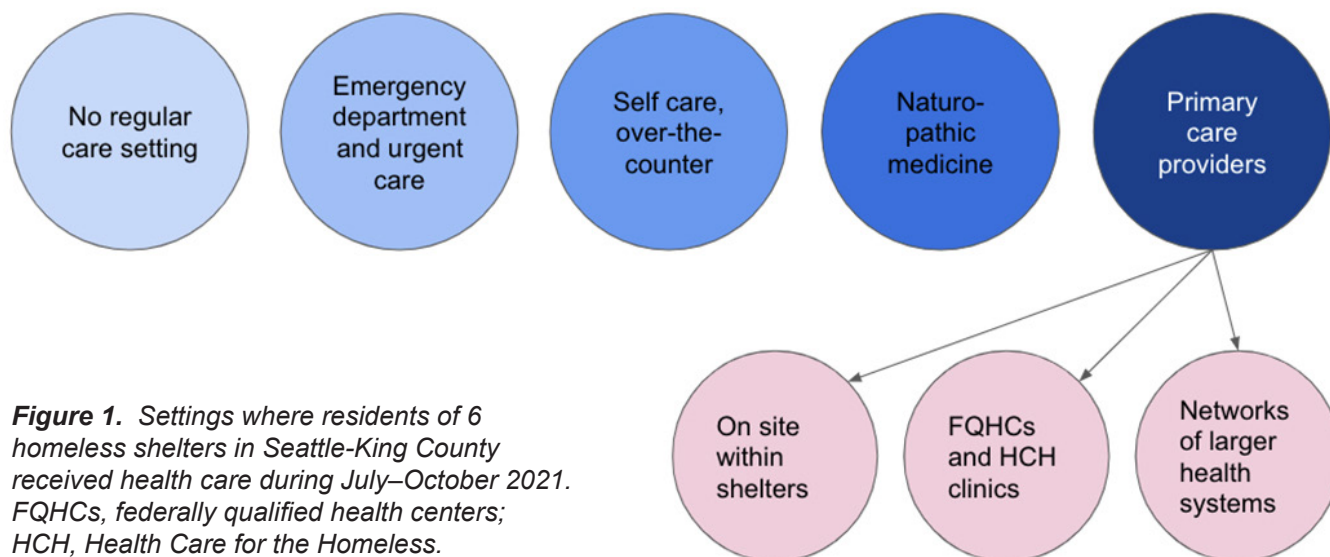 No regular
care setting
Emergency
department
and urgent
care
Self care,
over-the-
counter
Naturo-
pathic
medicine
Primary
care
providers
On site
within
shelters
FQHCs
and HCH
clinics
Networks
of larger
health
systems
Figure 1. Settings where residents of 6
homeless shelters in Seattle-King County
received health care during July–October 2021.
FQHCs, federally qualified health centers;
HCH, Health Care for the Homeless.